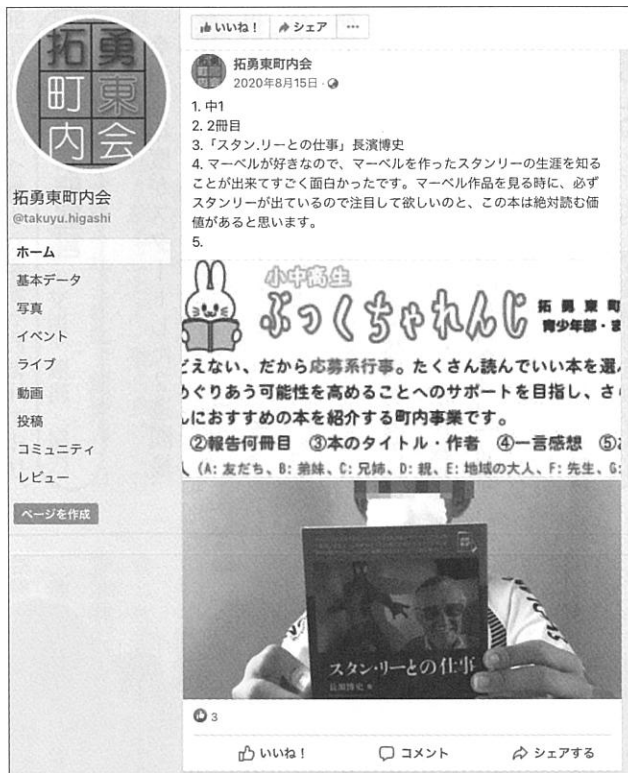 拓勇
町東
内会
拓勇東町内会
@takuyu.higashi
ホーム
基本データ
写真
イベント
ライブ
動画
投稿
コミュニティ
レビュー
ページを作成
いいね！ シェア …
拓勇東町内会
2020年8月15日
1. 中1
2. 2冊目
3.「スタン.リーとの仕事」長濱博史
4. マーベルが好きなので、マーベルを作ったスタンリーの生涯を知る
ことが出来てすごく面白かったです。マーベル作品を見る時に、必ず
スタンリーが出ているので注目して欲しいのと、この本は絶対読む価
値があると思います。
5.
小中高生
ぶっくちゃれんじ
拓勇東町
青少年部・ま
どえない、だから応募系行事。たくさん読んでいい本を選ん
めぐりあう可能性を高めることへのサポートを目指し、さら
んにおすすめの本を紹介する町内事業です。
②報告何冊目 ③本のタイトル・作者 ④一言感想 ⑤
人（A: 友だち、B: 弟妹、C: 兄姉、D: 親、E: 地域の大人、F: 先生、G:
スタン・リーとの仕事
長濱博史 著
3
いいね！ コメント シェアする